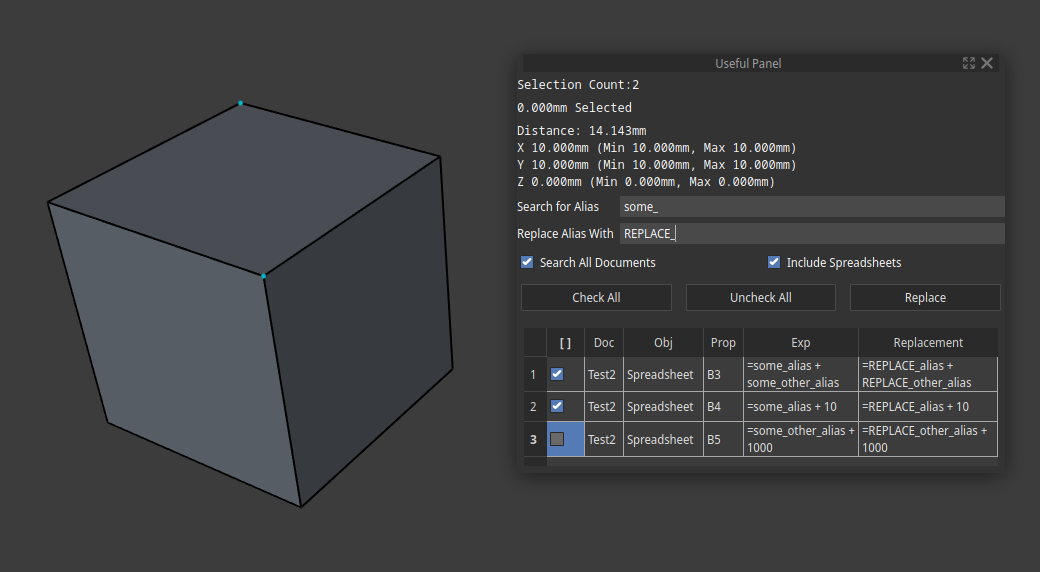 Useful Panel
Selection Count:2
0.000mm Selected
Distance: 14.143mm
X 10.000mm (Min 10.000mm, Max 10.000mm)
Y 10.000mm (Min 10.000mm, Max 10.000mm)
Z 0.000mm (Min 0.000mm, Max 0.000mm)
Search for Alias some_
Replace Alias With REPLACE_
Search All Documents Include Spreadsheets
Check All Uncheck All Replace
[ ] Doc Obj Prop Exp Replacement
1 Test2 Spreadsheet B3 =some_alias + some_other_alias =REPLACE_alias + REPLACE_other_alias
2 Test2 Spreadsheet B4 =some_alias + 10 =REPLACE_alias + 10
3 Test2 Spreadsheet B5 =some_other_alias + 1000 =REPLACE_other_alias + 1000